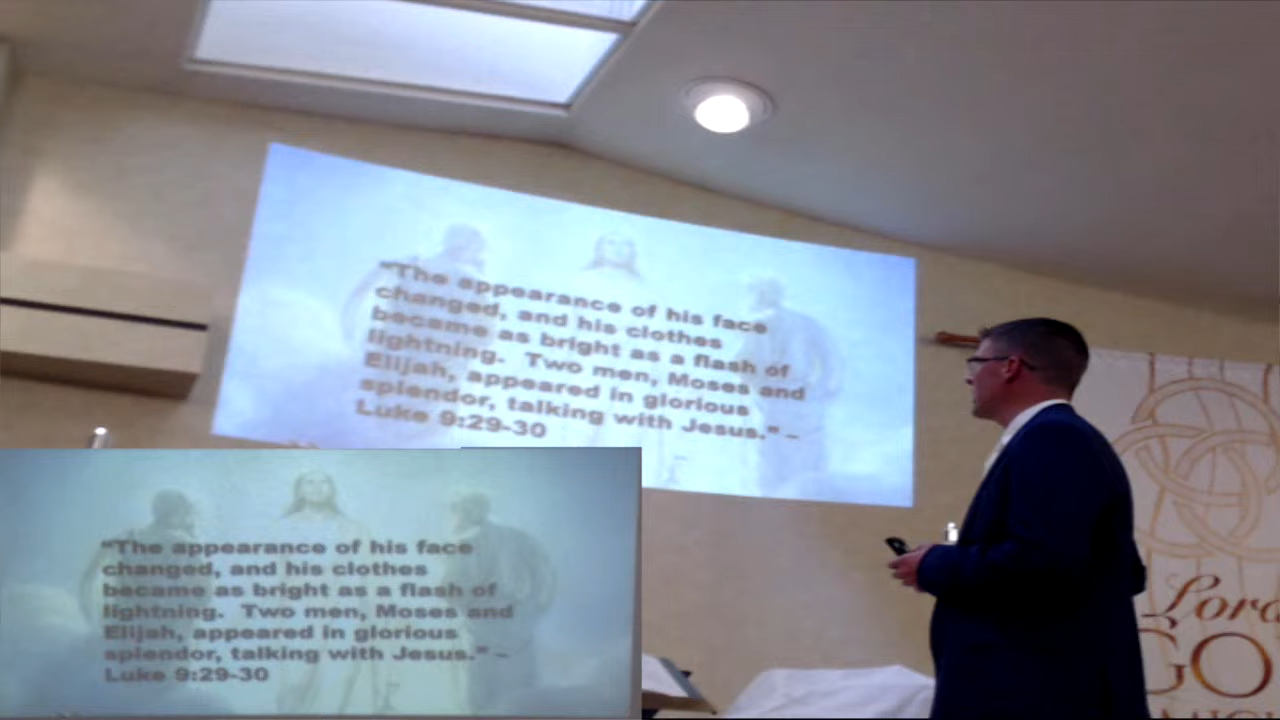 "The appearance of his face
changed, and his clothes
became as bright as a flash of
lightning.  Two men, Moses and
Elijah, appeared in glorious
splendor, talking with Jesus." –
Luke 9:29-30
"The appearance of his face
changed, and his clothes
became as bright as a flash of
lightning.  Two men, Moses and
Elijah, appeared in glorious
splendor, talking with Jesus." –
Luke 9:29-30
Lord
GO